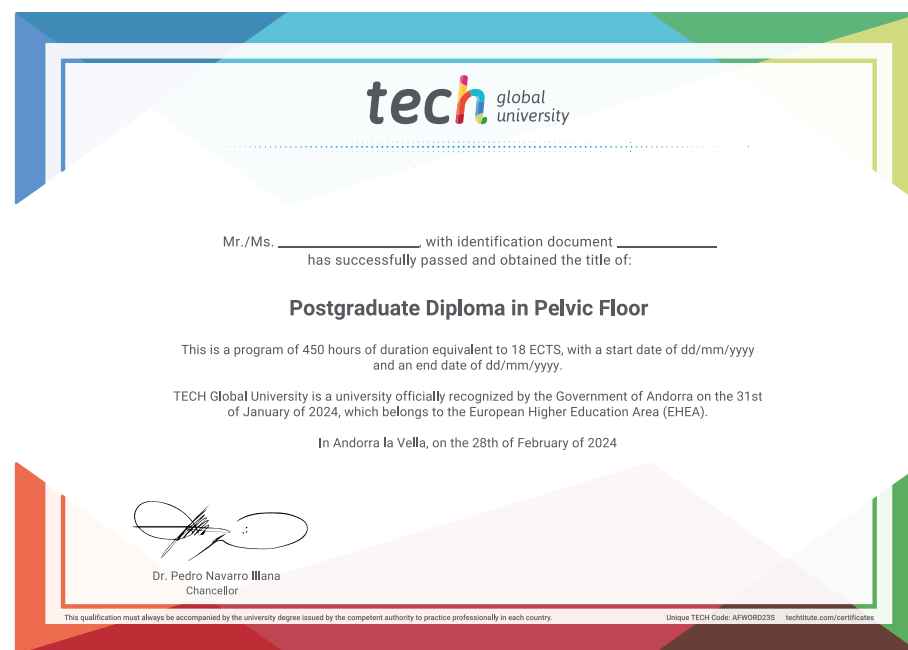 tech global university
Mr./Ms. ____________________, with identification document ______________
has successfully passed and obtained the title of:
Postgraduate Diploma in Pelvic Floor
This is a program of 450 hours of duration equivalent to 18 ECTS, with a start date of dd/mm/yyyy
and an end date of dd/mm/yyyy.
TECH Global University is a university officially recognized by the Government of Andorra on the 31st
of January of 2024, which belongs to the European Higher Education Area (EHEA).
In Andorra la Vella, on the 28th of February of 2024
Dr. Pedro Navarro Illana
Chancellor
This qualification must always be accompanied by the university degree issued by the competent authority to practice professionally in each country.
Unique TECH Code: AFWORD23S techtitute.com/certificates